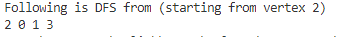 Following is DFS from (starting from vertex 2)
2 0 1 3